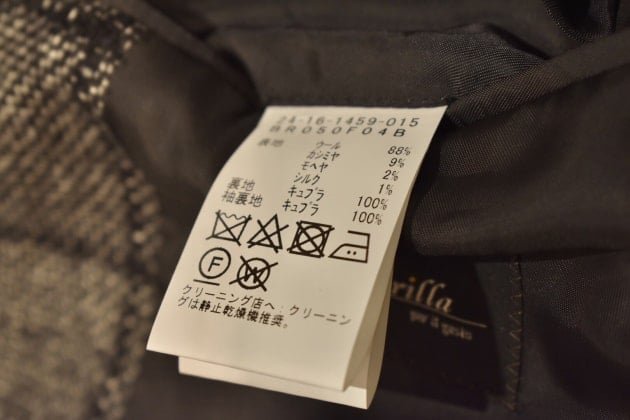 24-16-1459-015
BR050F04B
表地 ウール 88%
カシミヤ 9%
モヘヤ 2%
シルク 1%
裏地 キュプラ 100%
袖裏地 キュプラ 100%
F
W
クリーニング店へ:クリーニン
グは静止乾燥機推奨。
rilla
per il gusto